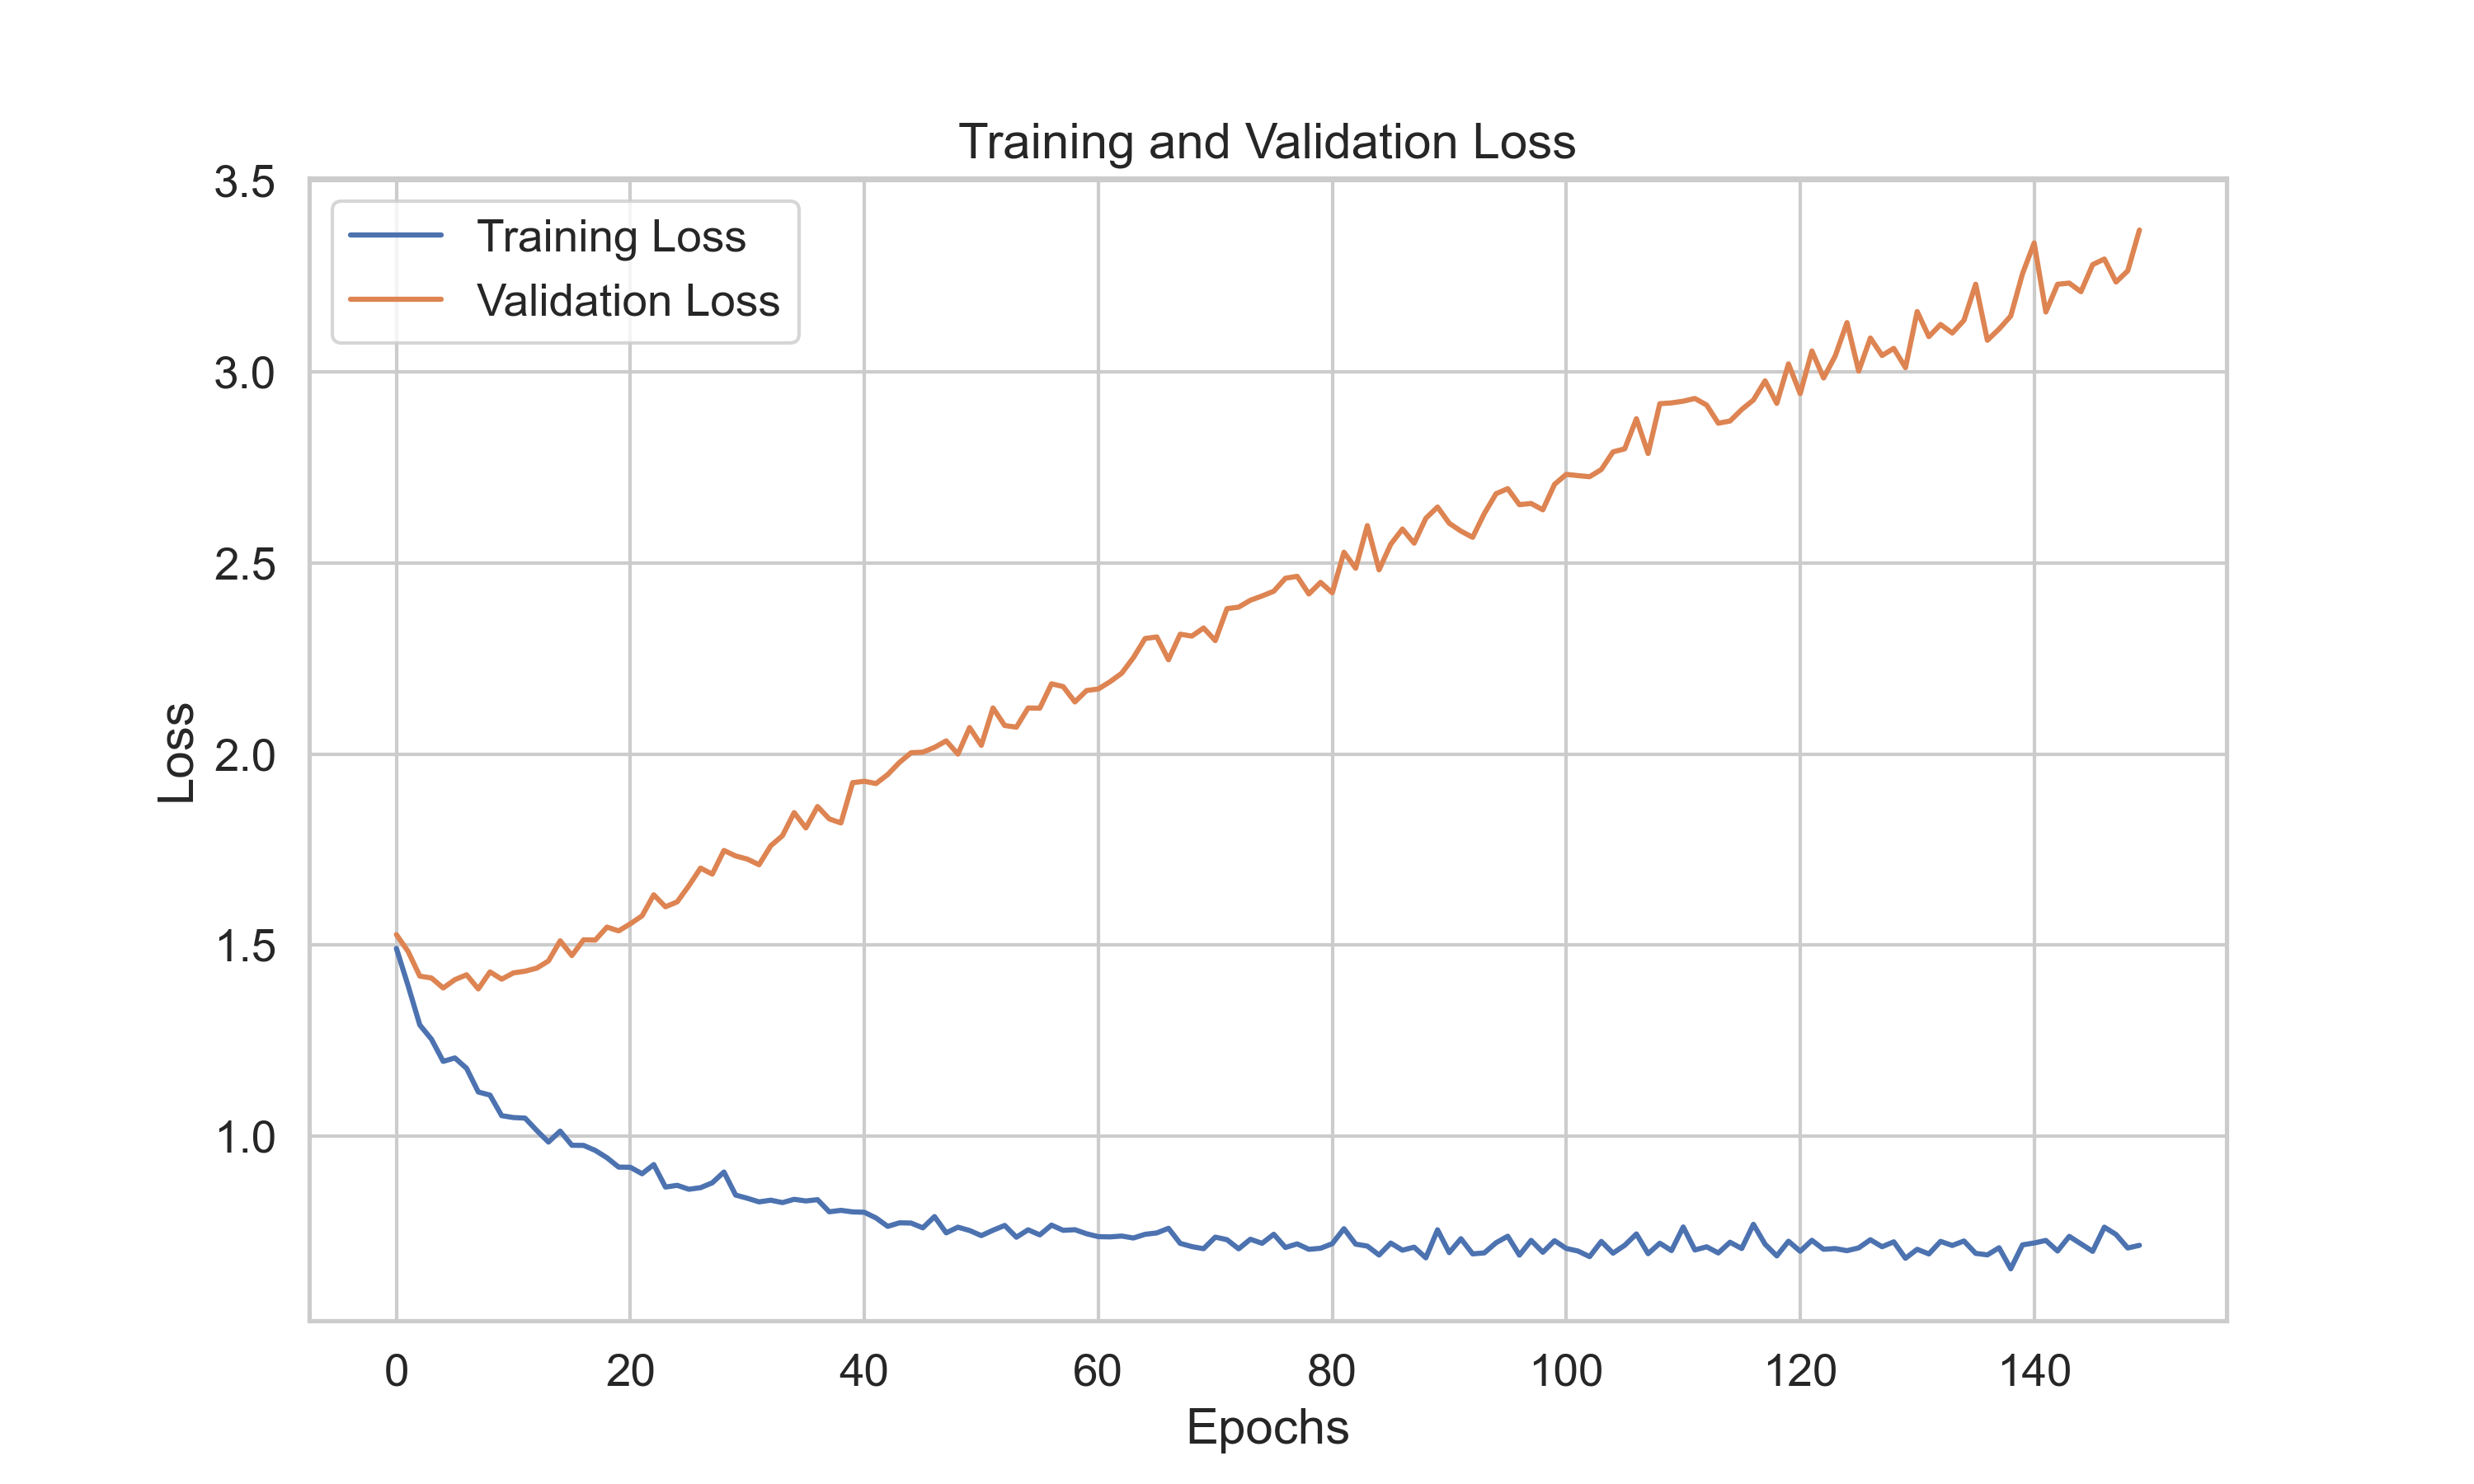 Training and Validation Loss
Training Loss
Validation Loss
3.5
3.0
2.5
2.0
1.5
1.0
Loss
0 20 40 60 80 100 120 140
Epochs